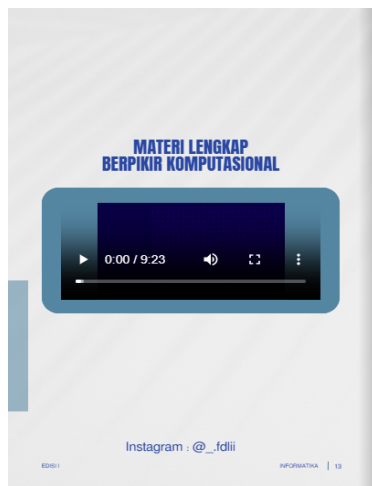 MATERI LENGKAP
BERPIKIR KOMPUTASIONAL
0:00 / 9:23
Instagram : @_.fdlii
EDISI I
INFORMATIKA | 13